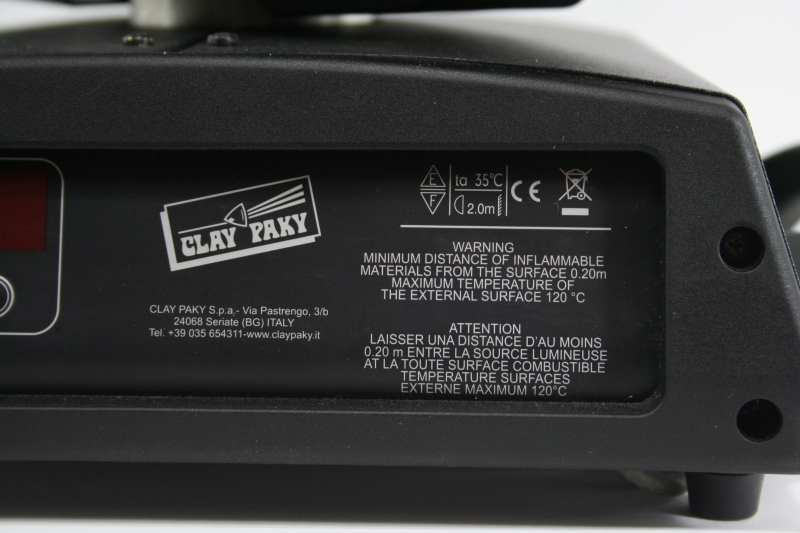 CLAY PAKY
CLAY PAKY S.p.a.- Via Pastrengo, 3/b
24068 Seriate (BG) ITALY
Tel. +39 035 654311-www.claypaky.it
E
F
ta 35°C
2.0m
CE
WARNING
MINIMUM DISTANCE OF INFLAMMABLE
MATERIALS FROM THE SURFACE 0.20m
MAXIMUM TEMPERATURE OF
THE EXTERNAL SURFACE 120 °C
ATTENTION
LAISSER UNA DISTANCE D'AU MOINS
0.20 m ENTRE LA SOURCE LUMINEUSE
AT LA TOUTE SURFACE COMBUSTIBLE
TEMPERATURE SURFACES
EXTERNE MAXIMUM 120°C